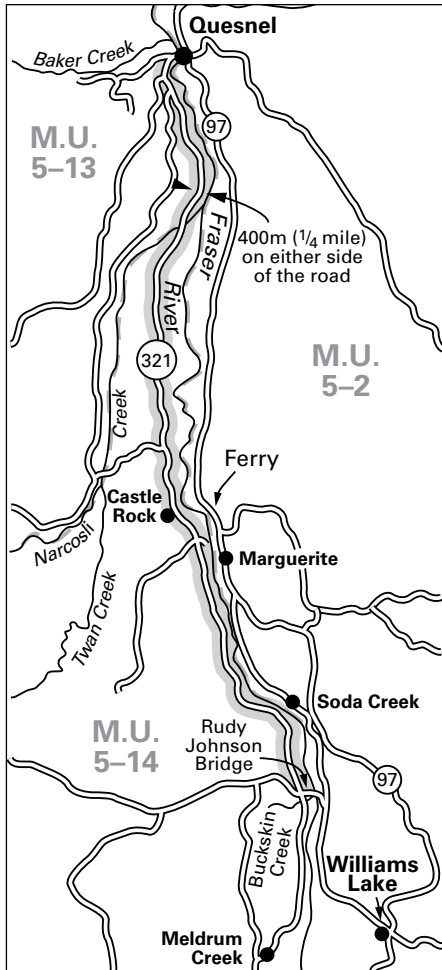 Quesnel
Baker Creek
97
M.U.
5–13
400m (1/4 mile)
on either side
of the road
Fraser
River
M.U.
5–2
321
Creek
Ferry
Castle
Rock
Narcosli
Marguerite
Twan Creek
Soda Creek
M.U.
5–14
Rudy
Johnson
Bridge
97
Buckskin
Creek
Williams
Lake
Meldrum
Creek